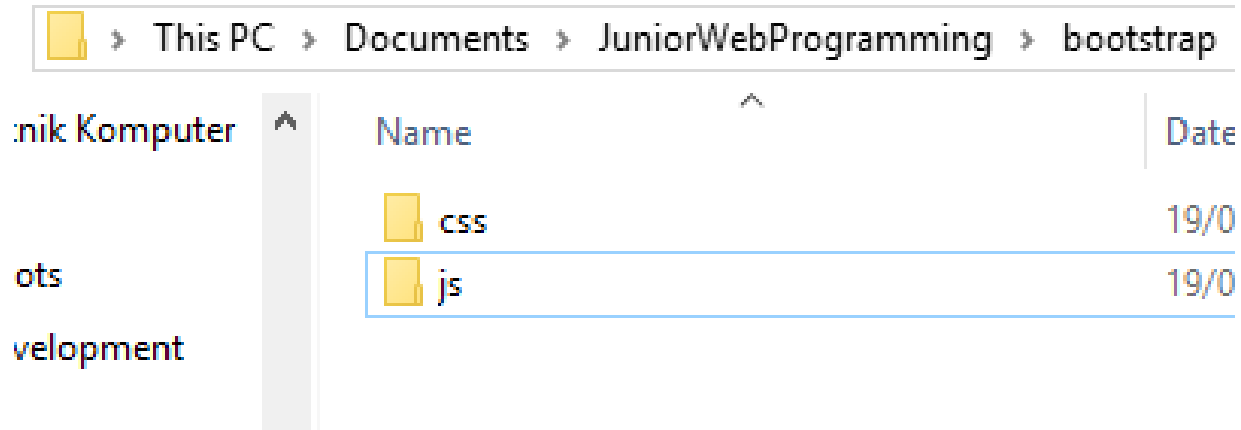 This PC > Documents > JuniorWebProgramming > bootstrap
:nik Komputer
Name Date
css 19/0
ots
js 19/0
velopment